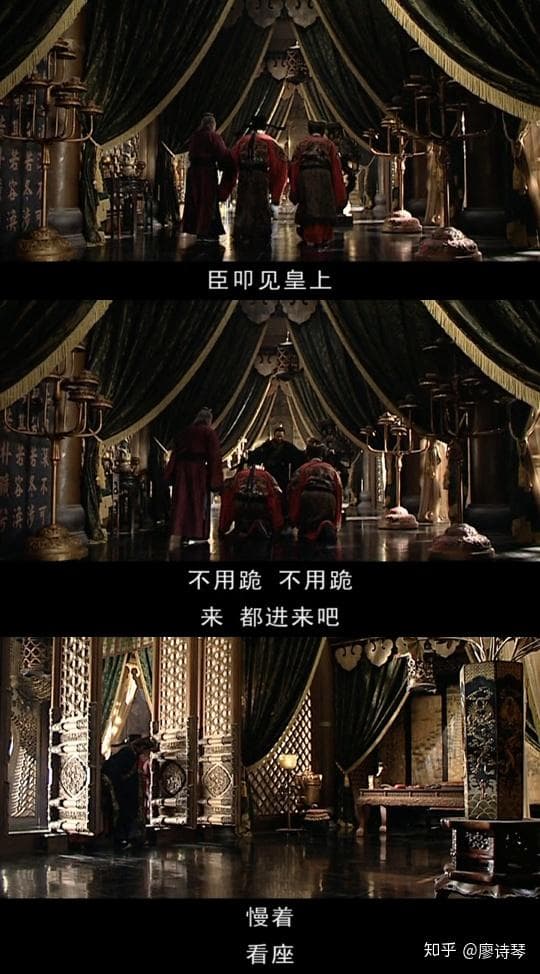 臣叩见皇上
不用跪 不用跪
来 都进来吧
慢着
看座
知乎 @廖诗琴